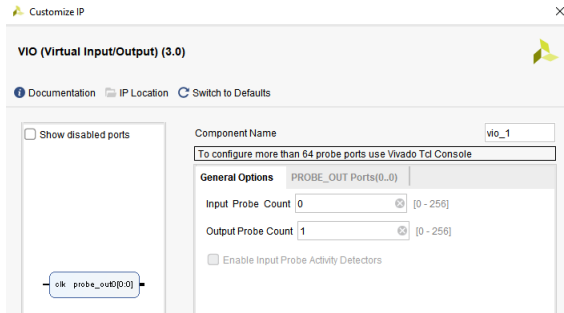 Customize IP
VIO (Virtual Input/Output) (3.0)
Documentation IP Location Switch to Defaults
Show disabled ports
Component Name vio_1
To configure more than 64 probe ports use Vivado Tcl Console
General Options PROBE_OUT Ports(0..0)
Input Probe Count 0 [0 - 256]
Output Probe Count 1 [0 - 256]
Enable Input Probe Activity Detectors
clk probe_out0[0:0]